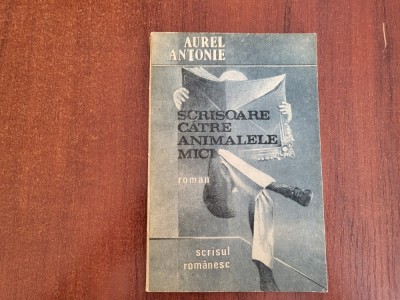 AUREL
ANTONIE
SCRISOARE
CĂTRE
ANIMALELE
MICI
roman
scrisul
românesc